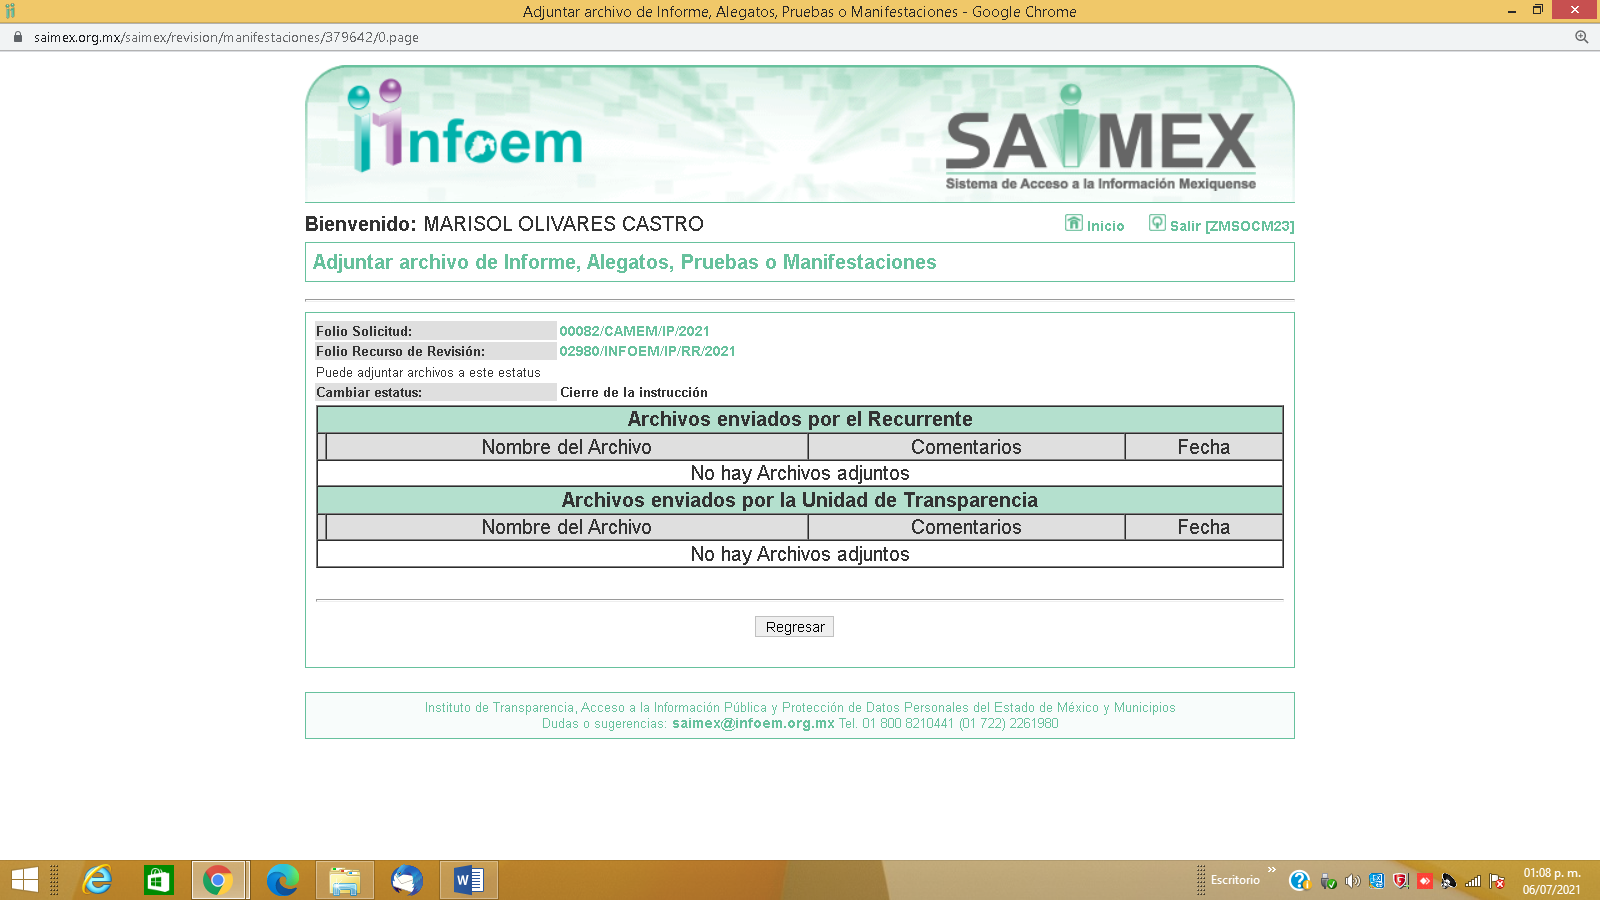 Adjuntar archivo de Informe, Alegatos, Pruebas o Manifestaciones - Google Chrome
saimex.org.mx/saimex/revision/manifestaciones/379642/0.page
infoem
SAIMEX
Sistema de Acceso a la Información Mexiquense
Bienvenido: MARISOL OLIVARES CASTRO
Inicio
Salir [ZMSOCM23]
Adjuntar archivo de Informe, Alegatos, Pruebas o Manifestaciones
Folio Solicitud: 00082/CAMEM/IP/2021
Folio Recurso de Revisión: 02980/INFOEM/IP/RR/2021
Puede adjuntar archivos a este estatus
Cambiar estatus: Cierre de la instrucción
Archivos enviados por el Recurrente
Nombre del Archivo Comentarios Fecha
No hay Archivos adjuntos
Archivos enviados por la Unidad de Transparencia
Nombre del Archivo Comentarios Fecha
No hay Archivos adjuntos
Regresar
Instituto de Transparencia, Acceso a la Información Pública y Protección de Datos Personales del Estado de México y Municipios
Dudas o sugerencias: saimex@infoem.org.mx Tel. 01 800 8210441 (01 722) 2261980
Escritorio
01:08 p. m.
06/07/2021